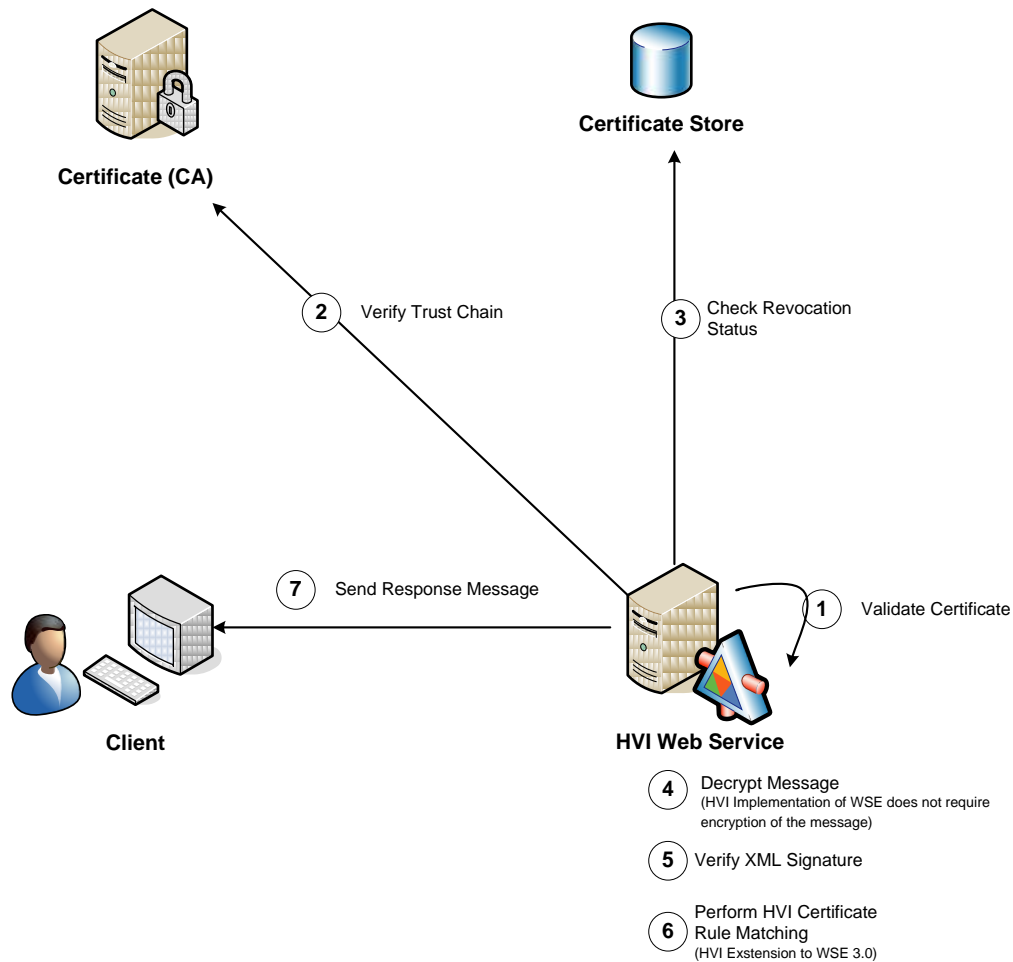 Certificate (CA)
Certificate Store
2
Verify Trust Chain
3
Check Revocation
Status
7
Send Response Message
1
Validate Certificate
Client
HVI Web Service
4
Decrypt Message
(HVI Implementation of WSE does not require
encryption of the message)
5
Verify XML Signature
6
Perform HVI Certificate
Rule Matching
(HVI Exstension to WSE 3.0)